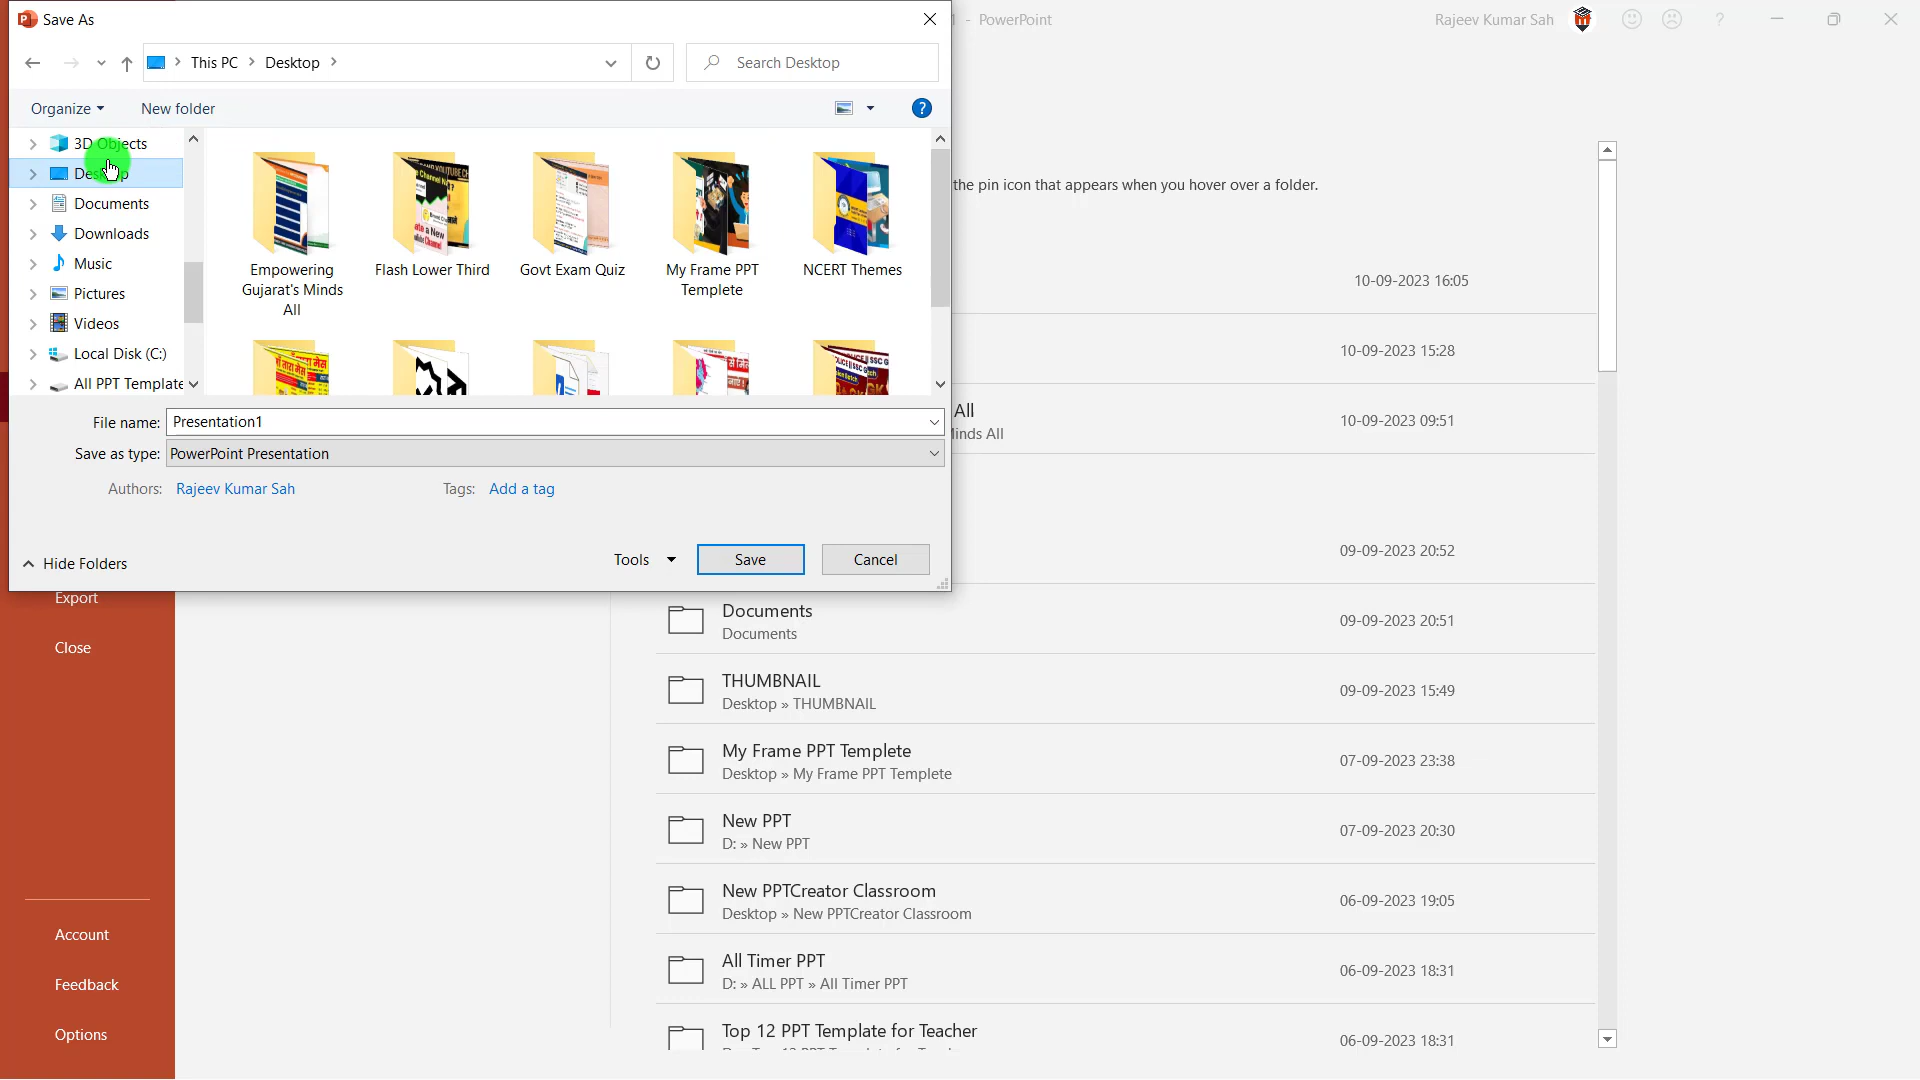 Save As
- PowerPoint
Rajeev Kumar Sah
This PC
Desktop
Search Desktop
Organize
New folder
3D Objects
Desktop
Documents
Downloads
Music
Pictures
Videos
Local Disk (C:)
All PPT Template
Empowering
Gujarat's Minds
All
Flash Lower Third
Govt Exam Quiz
My Frame PPT
Templete
NCERT Themes
File name: Presentation1
Save as type: PowerPoint Presentation
Authors: Rajeev Kumar Sah
Tags: Add a tag
Hide Folders
Tools
Save
Cancel
the pin icon that appears when you hover over a folder.
10-09-2023 16:05
10-09-2023 15:28
All
Minds All
10-09-2023 09:51
09-09-2023 20:52
Documents
Documents
09-09-2023 20:51
THUMBNAIL
Desktop » THUMBNAIL
09-09-2023 15:49
My Frame PPT Templete
Desktop » My Frame PPT Templete
07-09-2023 23:38
New PPT
D: » New PPT
07-09-2023 20:30
New PPTCreator Classroom
Desktop » New PPTCreator Classroom
06-09-2023 19:05
All Timer PPT
D: » ALL PPT » All Timer PPT
06-09-2023 18:31
Top 12 PPT Template for Teacher
06-09-2023 18:31
Export
Close
Account
Feedback
Options